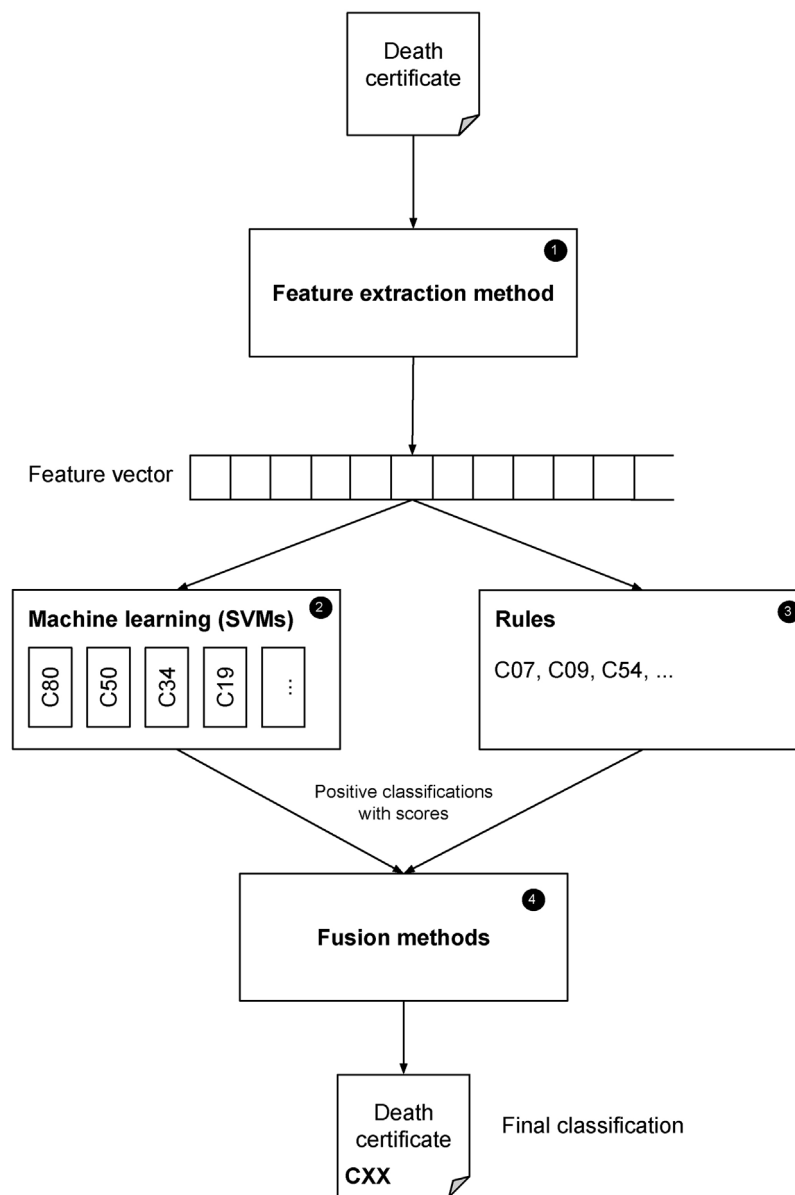 Death
certificate
1
Feature extraction method
Feature vector
Machine learning (SVMs)
2
C80
C50
C34
C19
...
Rules
3
C07, C09, C54, ...
Positive classifications
with scores
4
Fusion methods
Death
certificate
CXX
Final classification